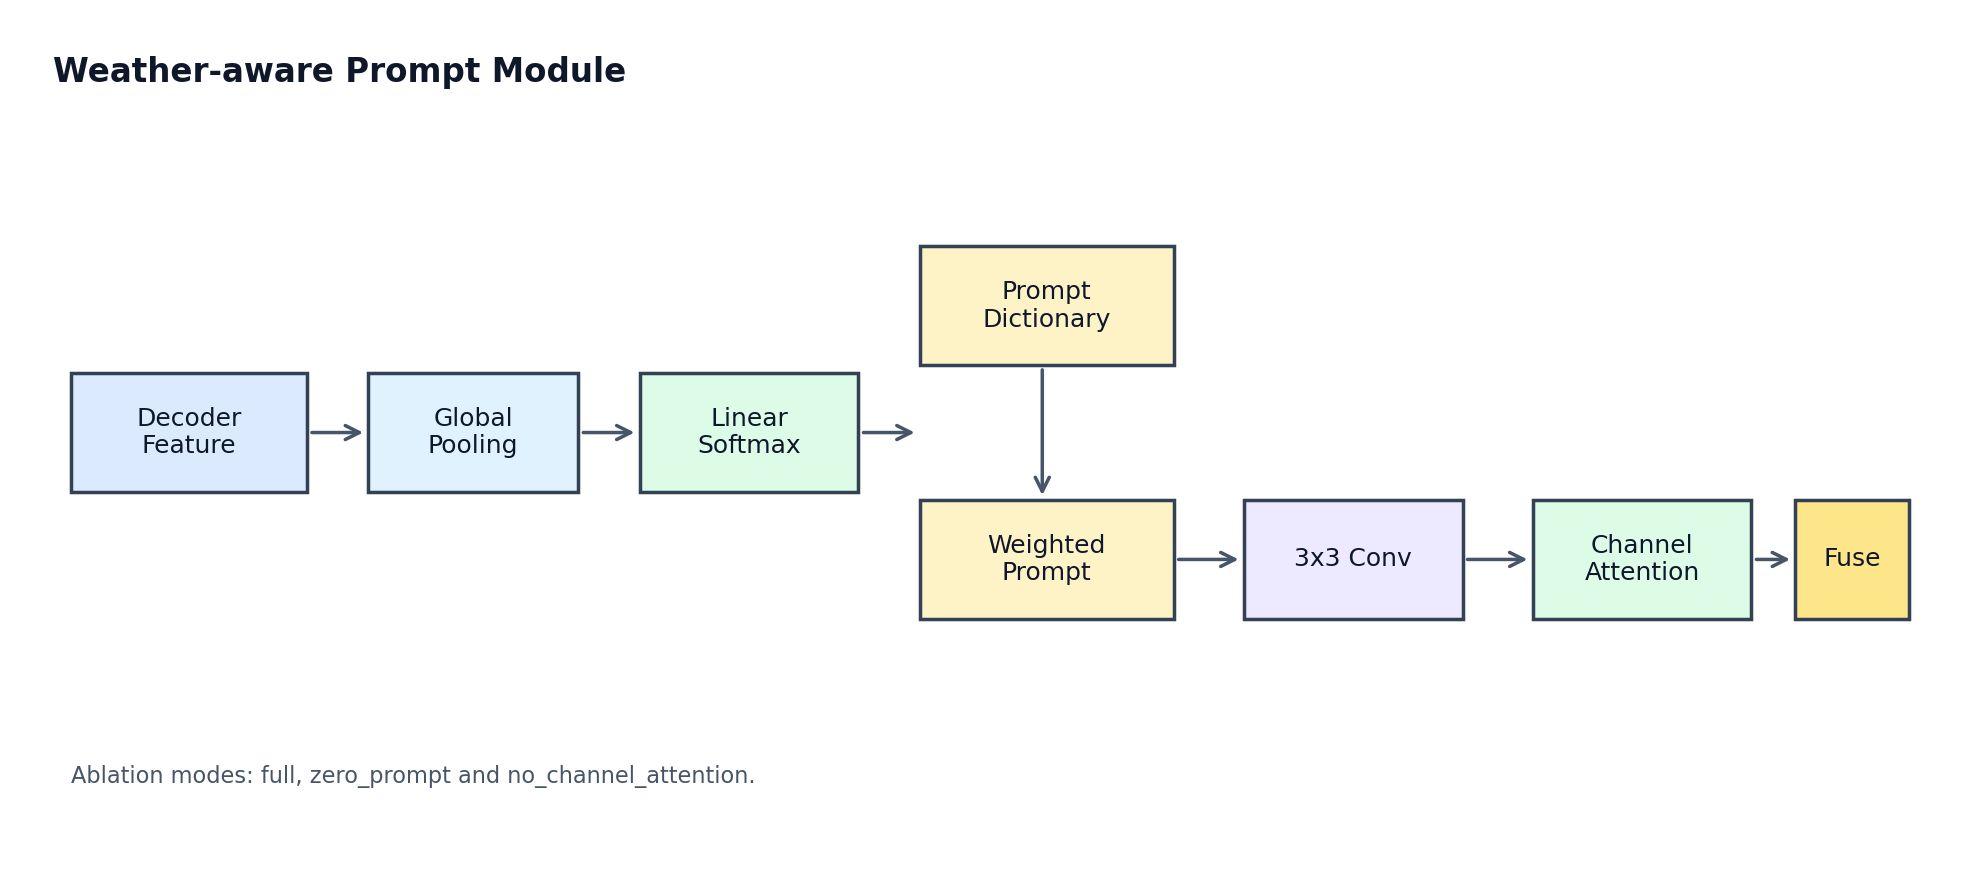 Weather-aware Prompt Module
Prompt
Dictionary
Decoder
Feature
Global
Pooling
Linear
Softmax
Weighted
Prompt
3x3 Conv
Channel
Attention
Fuse
Ablation modes: full, zero_prompt and no_channel_attention.